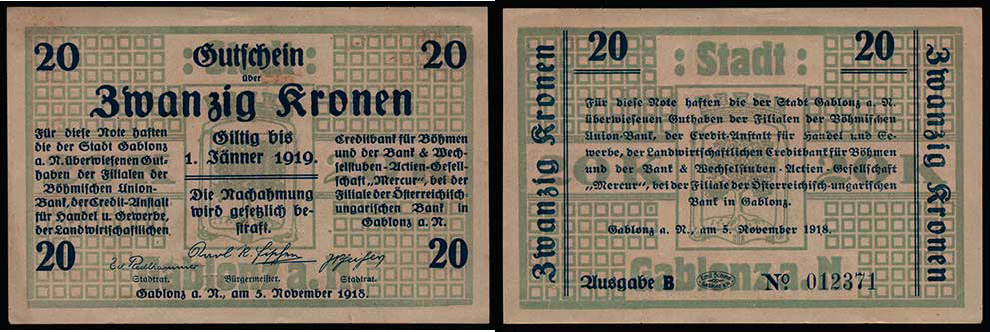 20
Gutschein
über
20
Zwanzig Kronen
Für diese Note haften
die der Stadt Gablonz
a. N. überwiesenen Gut-
haben der Filialen der
Böhmischen Union-
Bank, der Credit-Anstalt
für Handel u. Gewerbe,
der Landwirtschaftlichen
Giltig bis
1. Jänner 1919.
Die Nachahmung
wird gesetzlich be-
straft.
Creditbank für Böhmen
und der Bank & Wech-
selstuben-Actien-Gesell-
schaft „Mercur", bei der
Filiale der Österreichisch-
ungarischen Bank in
Gablonz a. N.
20
20
Stadtrat.
Bürgermeister.
Stadtrat.
Gablonz a. N., am 5. November 1918.
Zwanzig Kronen
20
: Stadt :
20
Für diese Note haften die der Stadt Gablonz a. N.
überwiesenen Guthaben der Filialen der Böhmischen
Union-Bank, der Credit-Anstalt für Handel und Ge-
werbe, der Landwirtschaftlichen Creditbank für Böhmen
und der Bank & Wechselstuben-Actien-Gesellschaft
„Mercur", bei der Filiale der Österreichisch-ungarischen
Bank in Gablonz.
Gablonz a. N., am 5. November 1918.
Gablonz a. N.
Ausgabe B
No. 012371
Zwanzig Kronen